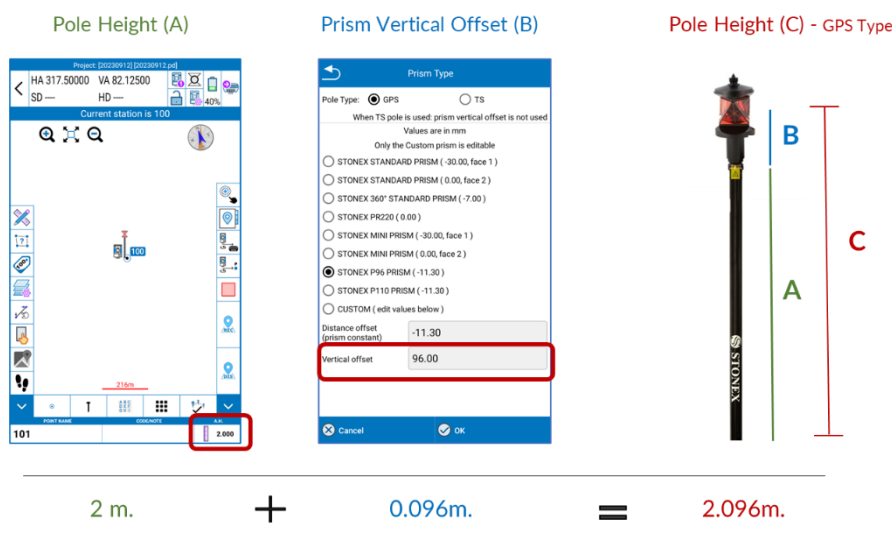 Pole Height (A)
Prism Vertical Offset (B)
Pole Height (C) - GPS Type
Project: [20230912] [20230912.pd]
HA 317.50000 VA 82.12500
SD --- HD ---
40%
Current station is 100
100
216m
POINT NAME CODE/NOTE A.H.
101 2.000
Prism Type
Pole Type: GPS TS
When TS pole is used: prism vertical offset is not used
Values are in mm
Only the Custom prism is editable
STONEX STANDARD PRISM ( -30.00, face 1 )
STONEX STANDARD PRISM ( 0.00, face 2 )
STONEX 360° STANDARD PRISM ( -7.00 )
STONEX PR220 ( 0.00 )
STONEX MINI PRISM ( -30.00, face 1 )
STONEX MINI PRISM ( 0.00, face 2 )
STONEX P96 PRISM ( -11.30 )
STONEX P110 PRISM ( -11.30 )
CUSTOM ( edit values below )
Distance offset
(prism constant) -11.30
Vertical offset 96.00
Cancel OK
B
C
A
STONEX
2 m. + 0.096m. = 2.096m.